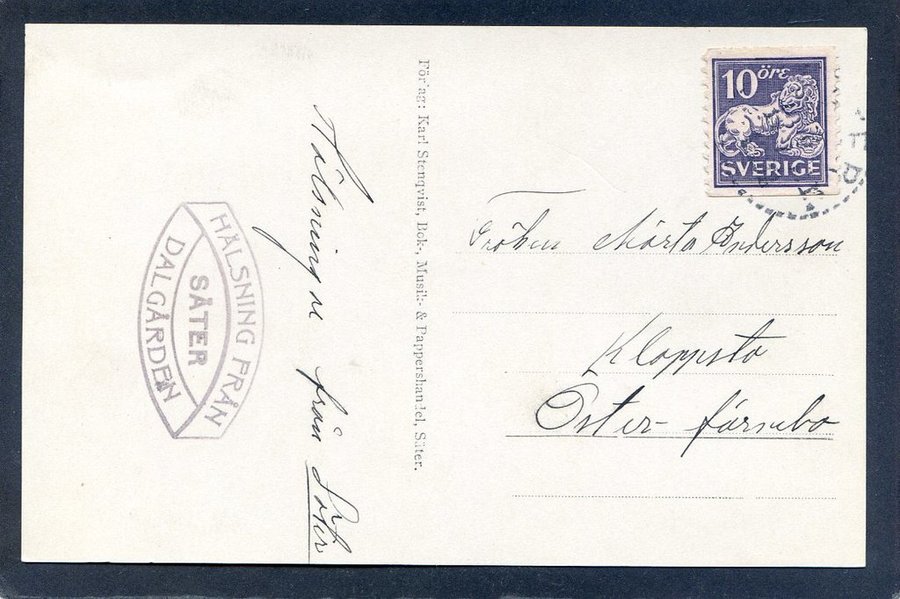 Hälsningne från Säter
HÄLSNING FRÅN
SÄTER
DALGÅRDEN
Förlag: Karl Stenqvist, Bok-, Musik- & Pappershandel, Säter.
10 öre
SVERIGE
Fröken Märta Andersson
Kloppsta
Öster-färnebo